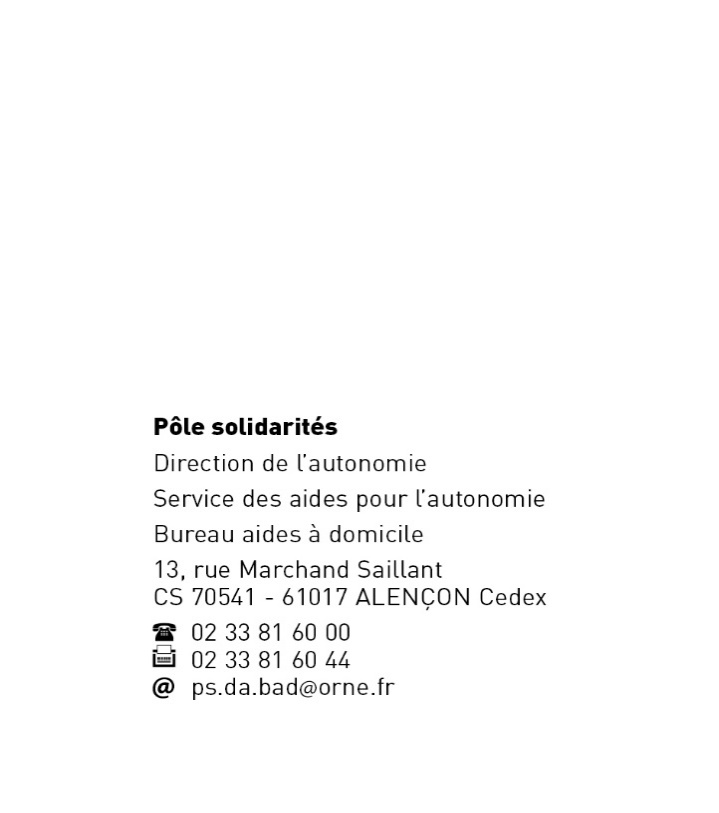 Pôle solidarités
Direction de l’autonomie
Service des aides pour l’autonomie
Bureau aides à domicile
13, rue Marchand Saillant
CS 70541 - 61017 ALENÇON Cedex
02 33 81 60 00
02 33 81 60 44
@ ps.da.bad@orne.fr